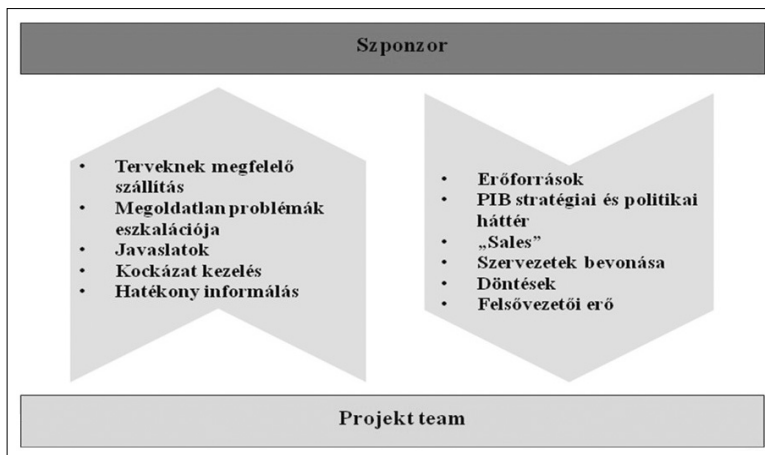 Szponzor
• Terveknek megfelelő
szállítás
• Megoldatlan problémák
eszkalációja
• Javaslatok
• Kockázat kezelés
• Hatékony informálás
• Erőforrások
• PIB stratégiai és politikai
háttér
• „Sales”
• Szervezetek bevonása
• Döntések
• Felsővezetői erő
Projekt team